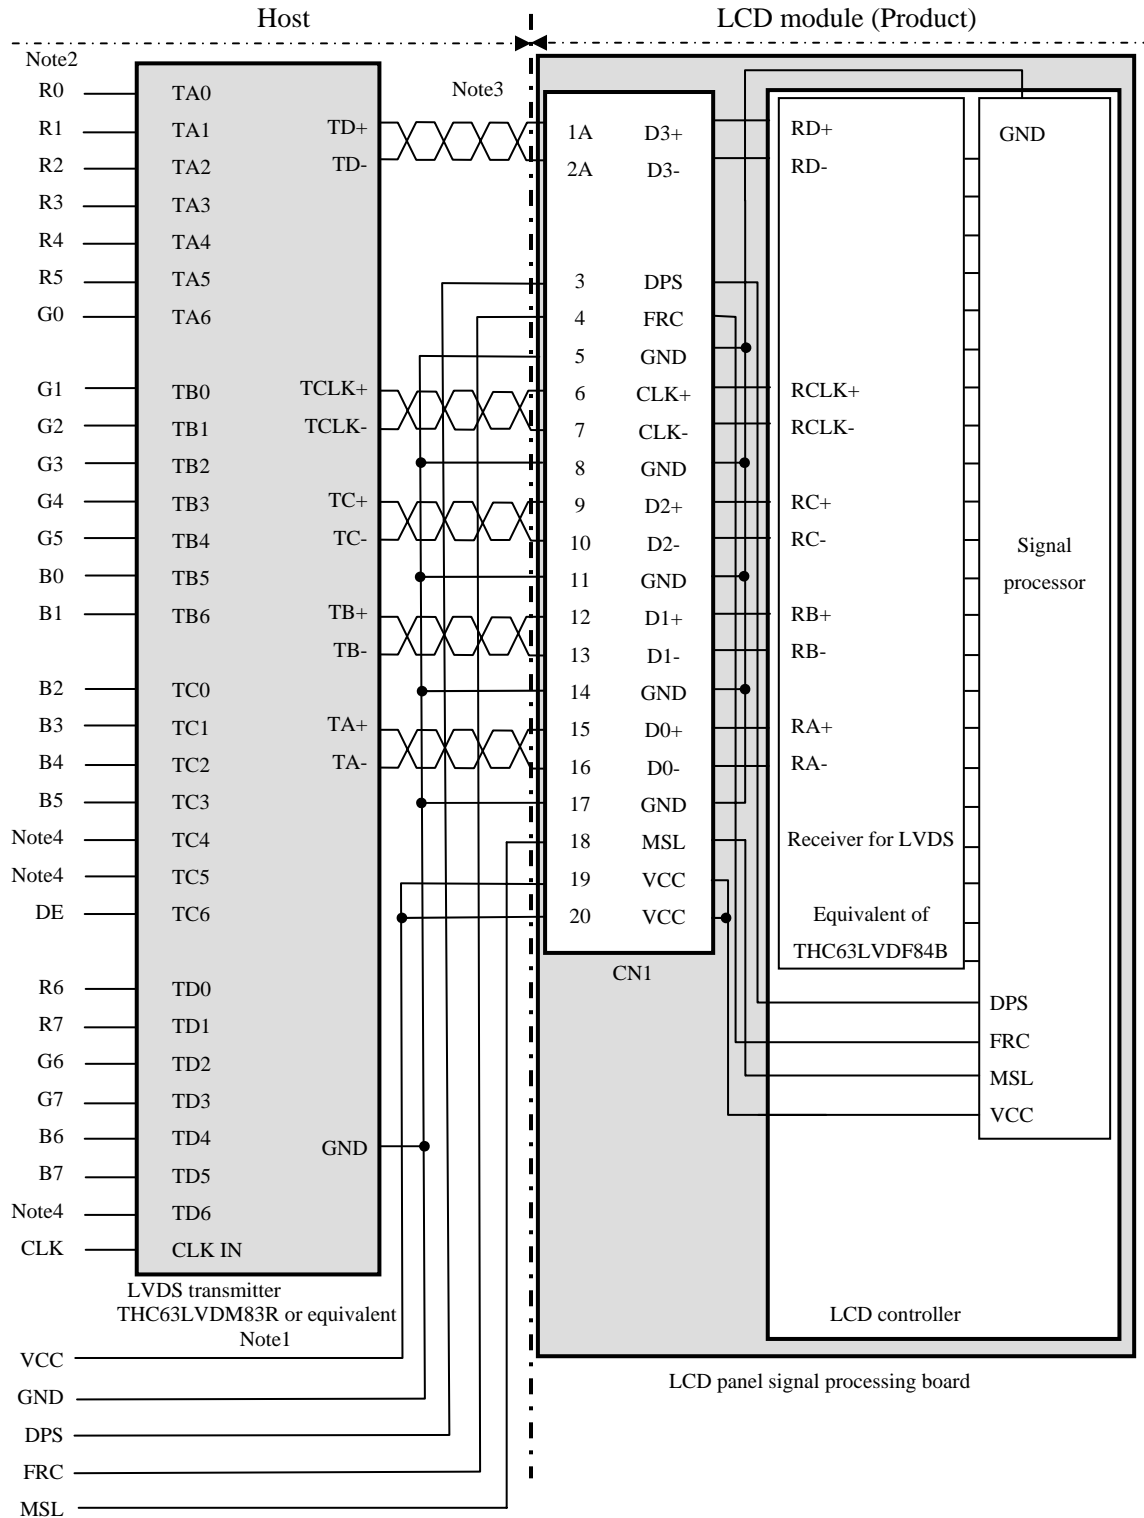 Host
LCD module (Product)
Note2
Note3
R0
R1
R2
R3
R4
R5
G0
G1
G2
G3
G4
G5
B0
B1
B2
B3
B4
B5
Note4
Note4
DE
R6
R7
G6
G7
B6
B7
Note4
CLK
TA0
TA1
TA2
TA3
TA4
TA5
TA6
TB0
TB1
TB2
TB3
TB4
TB5
TB6
TC0
TC1
TC2
TC3
TC4
TC5
TC6
TD0
TD1
TD2
TD3
TD4
TD5
TD6
CLK IN
TD+
TD-
TCLK+
TCLK-
TC+
TC-
TB+
TB-
TA+
TA-
GND
LVDS transmitter
THC63LVDM83R or equivalent
Note1
VCC
GND
DPS
FRC
MSL
1A D3+
2A D3-
3 DPS
4 FRC
5 GND
6 CLK+
7 CLK-
8 GND
9 D2+
10 D2-
11 GND
12 D1+
13 D1-
14 GND
15 D0+
16 D0-
17 GND
18 MSL
19 VCC
20 VCC
CN1
RD+
RD-
RCLK+
RCLK-
RC+
RC-
RB+
RB-
RA+
RA-
Receiver for LVDS
Equivalent of
THC63LVDF84B
GND
Signal
processor
DPS
FRC
MSL
VCC
LCD controller
LCD panel signal processing board